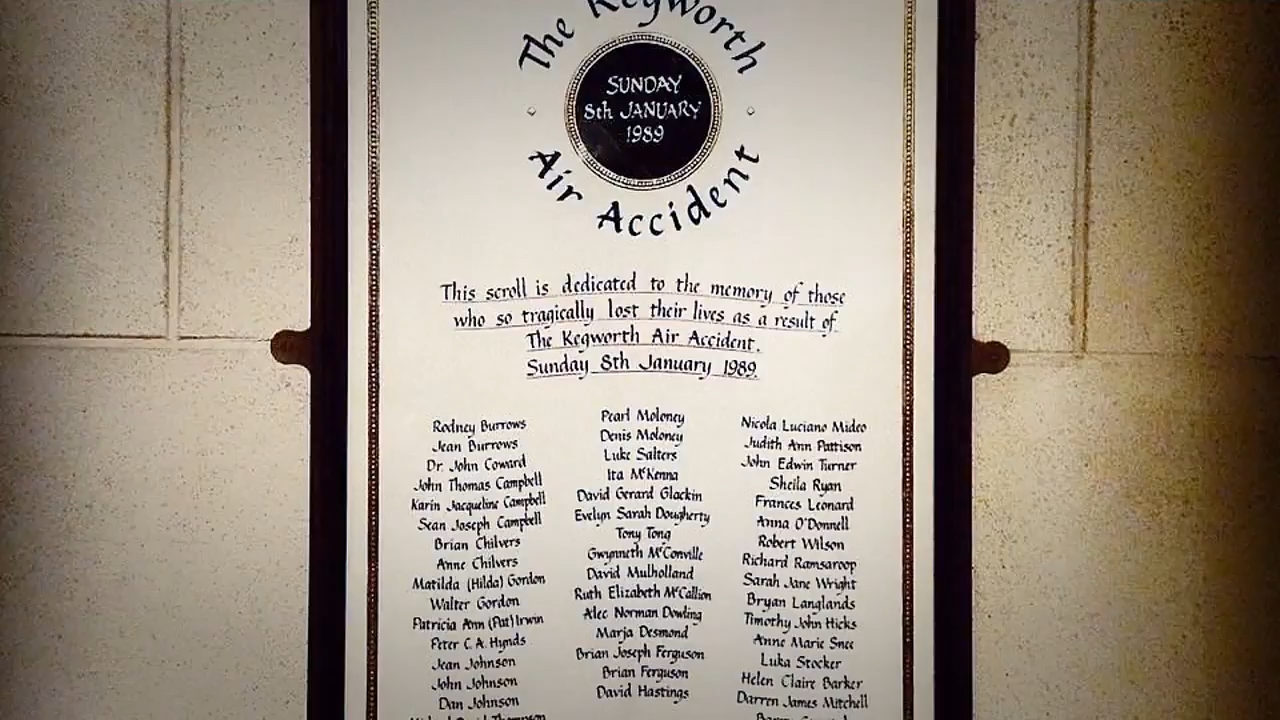 The Kegworth
SUNDAY
8th JANUARY
1989
Air Accident
This scroll is dedicated to the memory of those
who so tragically lost their lives as a result of
The Kegworth Air Accident.
Sunday 8th January 1989.
Rodney Burrows
Jean Burrows
Dr. John Coward
John Thomas Campbell
Karin Jacqueline Campbell
Sean Joseph Campbell
Brian Chilvers
Anne Chilvers
Matilda (Hilda) Gordon
Walter Gordon
Patricia Ann (Pat) Irwin
Peter C. A. Hynds
Jean Johnson
John Johnson
Dan Johnson
Pearl Moloney
Denis Moloney
Luke Salters
Ita McKenna
David Gerard Glackin
Evelyn Sarah Dougherty
Tony Tong
Gwynneth McConville
David Mulholland
Ruth Elizabeth McCallion
Alec Norman Dowling
Marja Desmond
Brian Joseph Ferguson
Brian Ferguson
David Hastings
Nicola Luciano Mideo
Judith Ann Pattison
John Edwin Turner
Sheila Ryan
Frances Leonard
Anna O'Donnell
Robert Wilson
Richard Ramsaroop
Sarah Jane Wright
Bryan Langlands
Timothy John Hicks
Anne Marie Snee
Luka Stocker
Helen Claire Barker
Darren James Mitchell